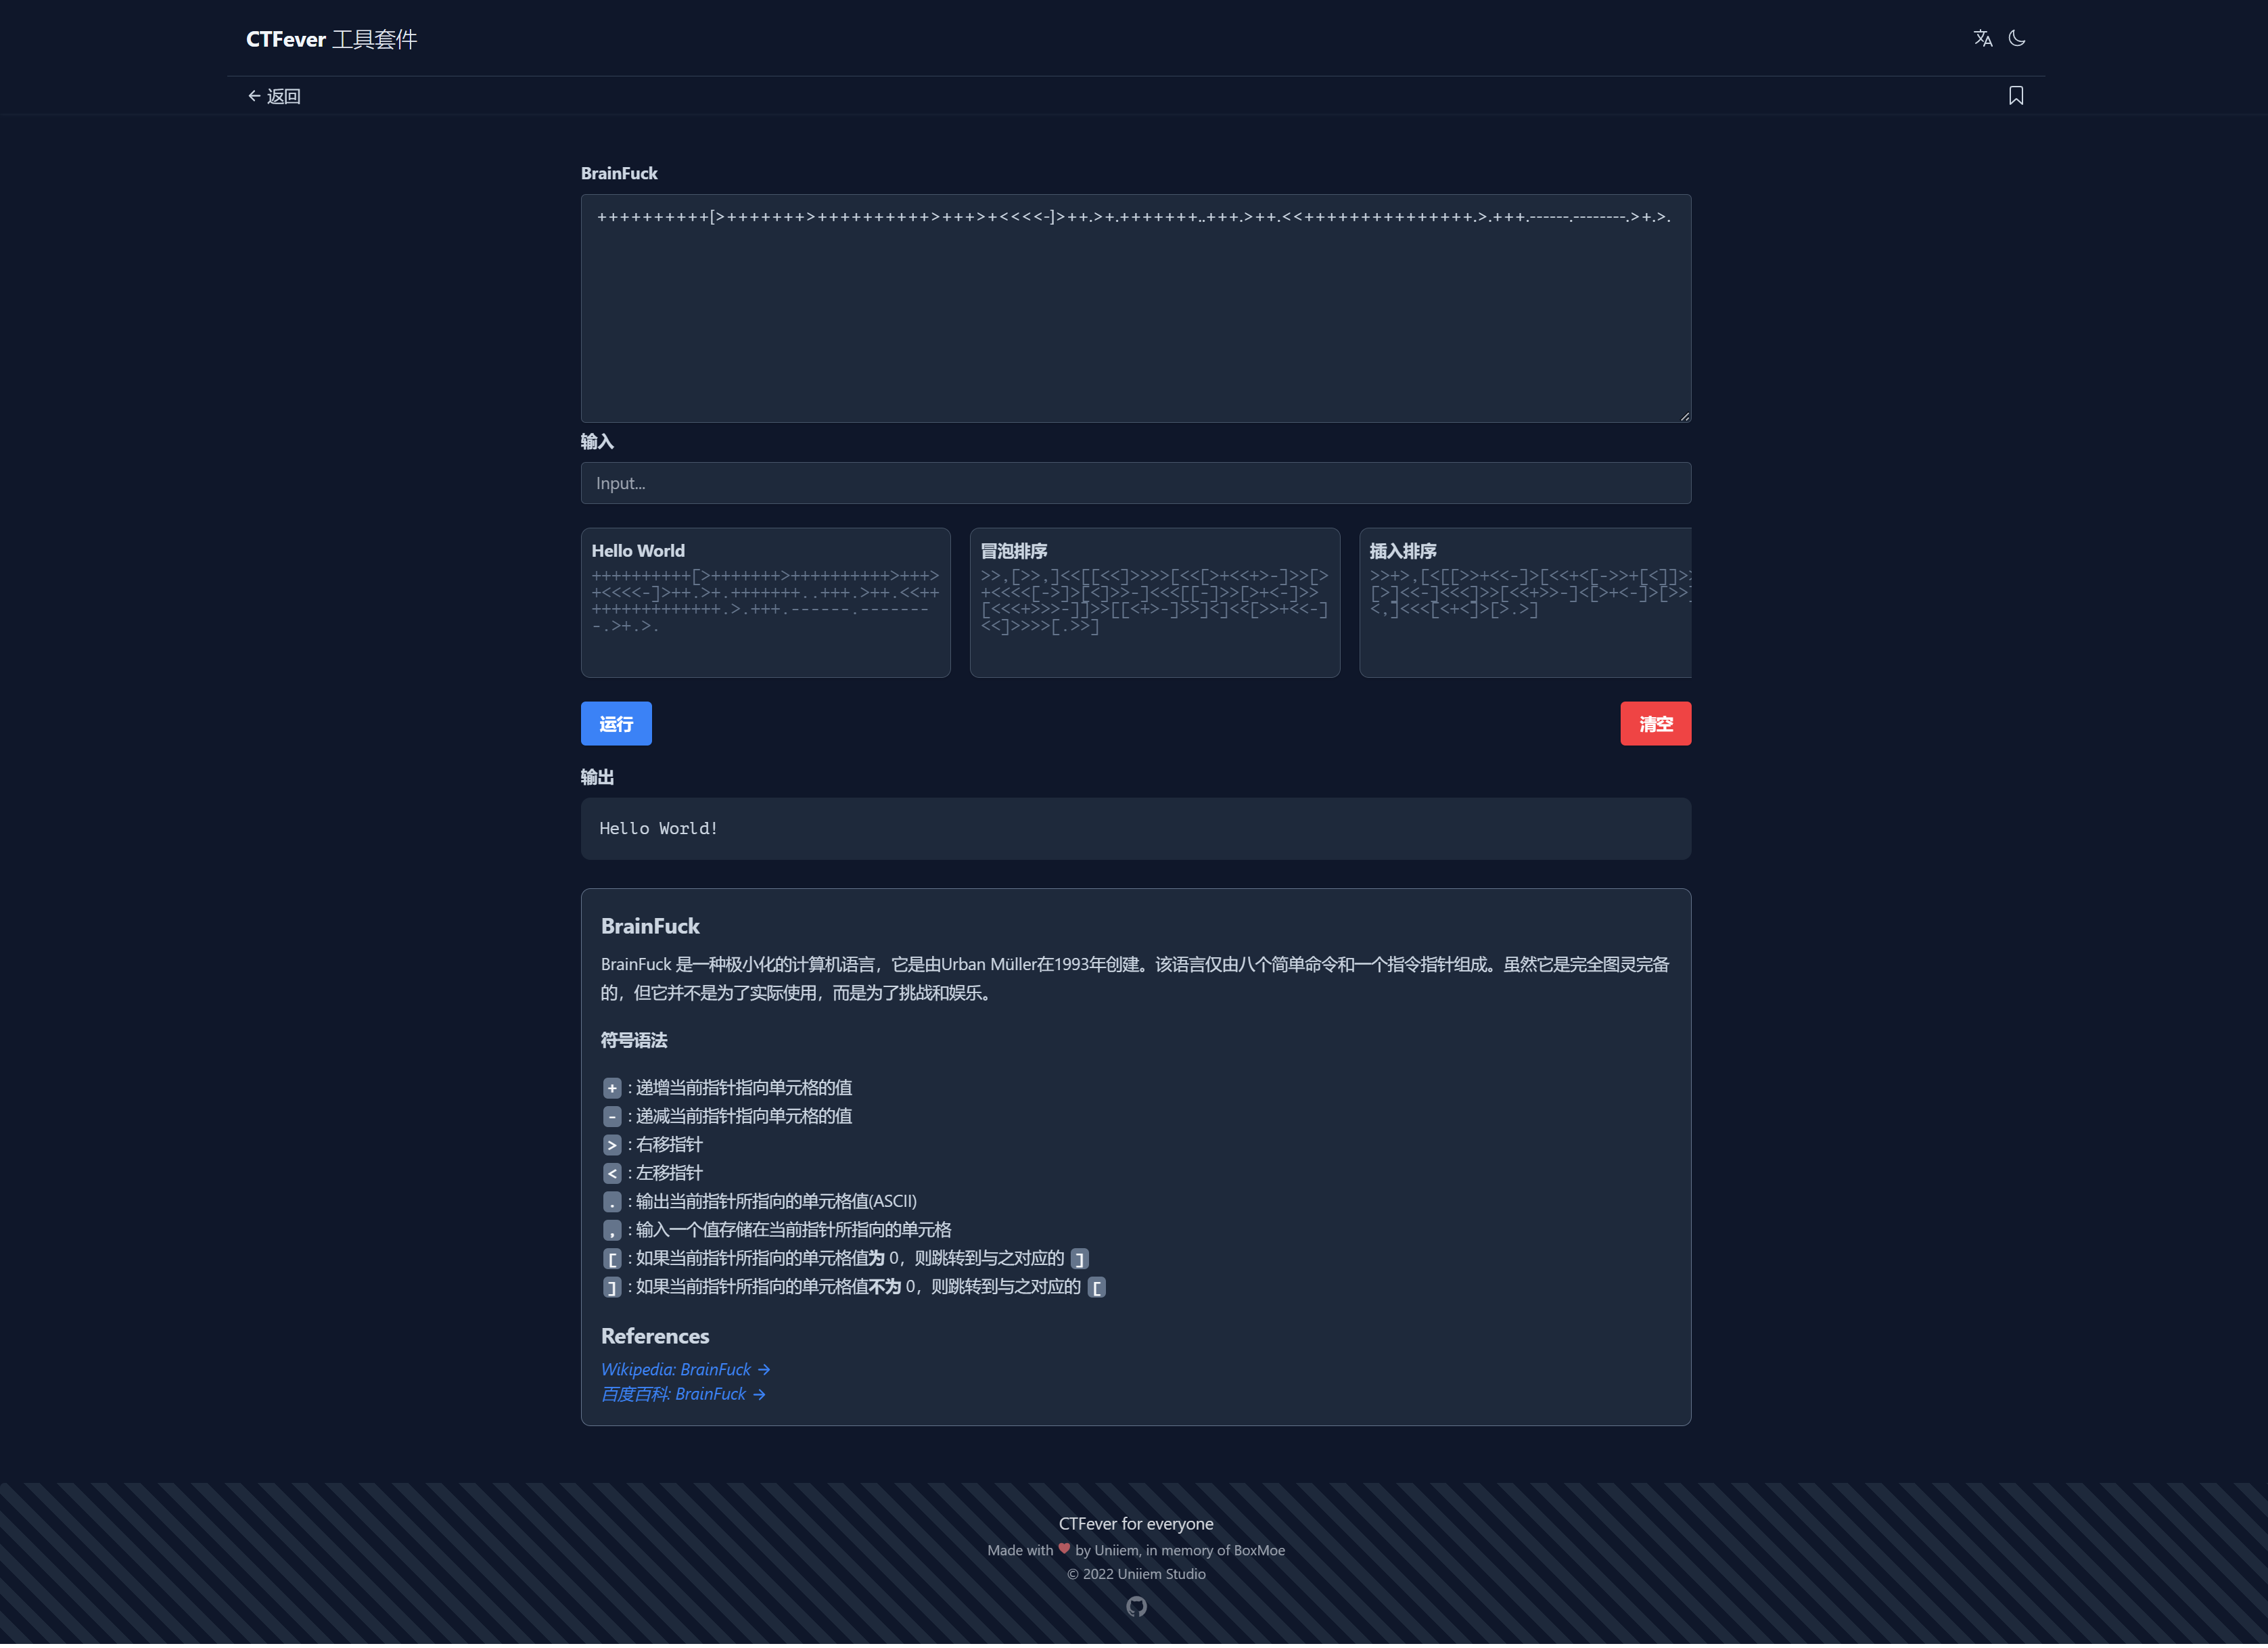 CTFever 工具套件
← 返回
BrainFuck
++++++++++[>+++++++>++++++++++>+++>+<<<<-]>++.>+.+++++++..+++.>++.<<+++++++++++++++.>.+++.------.--------.>+.>.
输入
Input...
Hello World
++++++++++[>+++++++>++++++++++>+++>
+<<<<-]>++.>+.+++++++..+++.>++.<<++
+++++++++++++.>.+++.------.-------
-.>+.>.
冒泡排序
>>,[>>,]<<[[<<]>>>>[<<[>+<<+>-]>>[>
+<<<<[->]>[<]>>-]<<<[[-]>>[>+<-]>>
[<<<+>>>-]]>>[[<+>-]>>]<]<<[>>+<<-]
<<]>>>>[.>>]
插入排序
>>+>,[<[[>>+<<-]>[<<+<[->>+[<]]>
[>]<<-]<<<]>>[<<+>>-]<[>+<-]>[>>]
<,]<<<[<+<]>[>.>]
运行
清空
输出
Hello World!
BrainFuck
BrainFuck 是一种极小化的计算机语言，它是由Urban Müller在1993年创建。该语言仅由八个简单命令和一个指令指针组成。虽然它是完全图灵完备
的，但它并不是为了实际使用，而是为了挑战和娱乐。
符号语法
+ : 递增当前指针指向单元格的值
- : 递减当前指针指向单元格的值
> : 右移指针
< : 左移指针
. : 输出当前指针所指向的单元格值(ASCII)
, : 输入一个值存储在当前指针所指向的单元格
[ : 如果当前指针所指向的单元格值为 0，则跳转到与之对应的 ]
] : 如果当前指针所指向的单元格值不为 0，则跳转到与之对应的 [
References
Wikipedia: BrainFuck →
百度百科: BrainFuck →
CTFever for everyone
Made with ❤ by Uniiem, in memory of BoxMoe
© 2022 Uniiem Studio